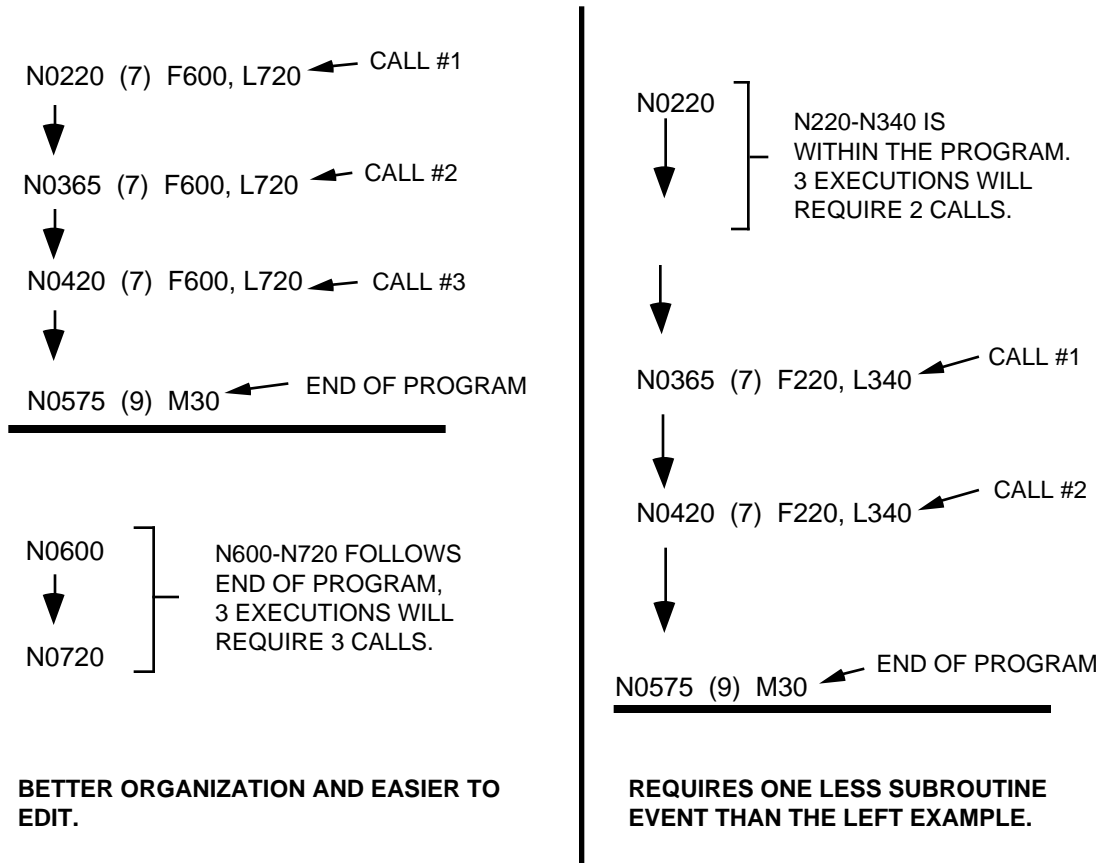 N0220 (7) F600, L720
CALL #1
N0365 (7) F600, L720
CALL #2
N0420 (7) F600, L720
CALL #3
N0575 (9) M30
END OF PROGRAM
N0600
N0720
N600-N720 FOLLOWS
END OF PROGRAM,
3 EXECUTIONS WILL
REQUIRE 3 CALLS.
BETTER ORGANIZATION AND EASIER TO
EDIT.
N0220
N220-N340 IS
WITHIN THE PROGRAM.
3 EXECUTIONS WILL
REQUIRE 2 CALLS.
CALL #1
N0365 (7) F220, L340
CALL #2
N0420 (7) F220, L340
END OF PROGRAM
N0575 (9) M30
REQUIRES ONE LESS SUBROUTINE
EVENT THAN THE LEFT EXAMPLE.